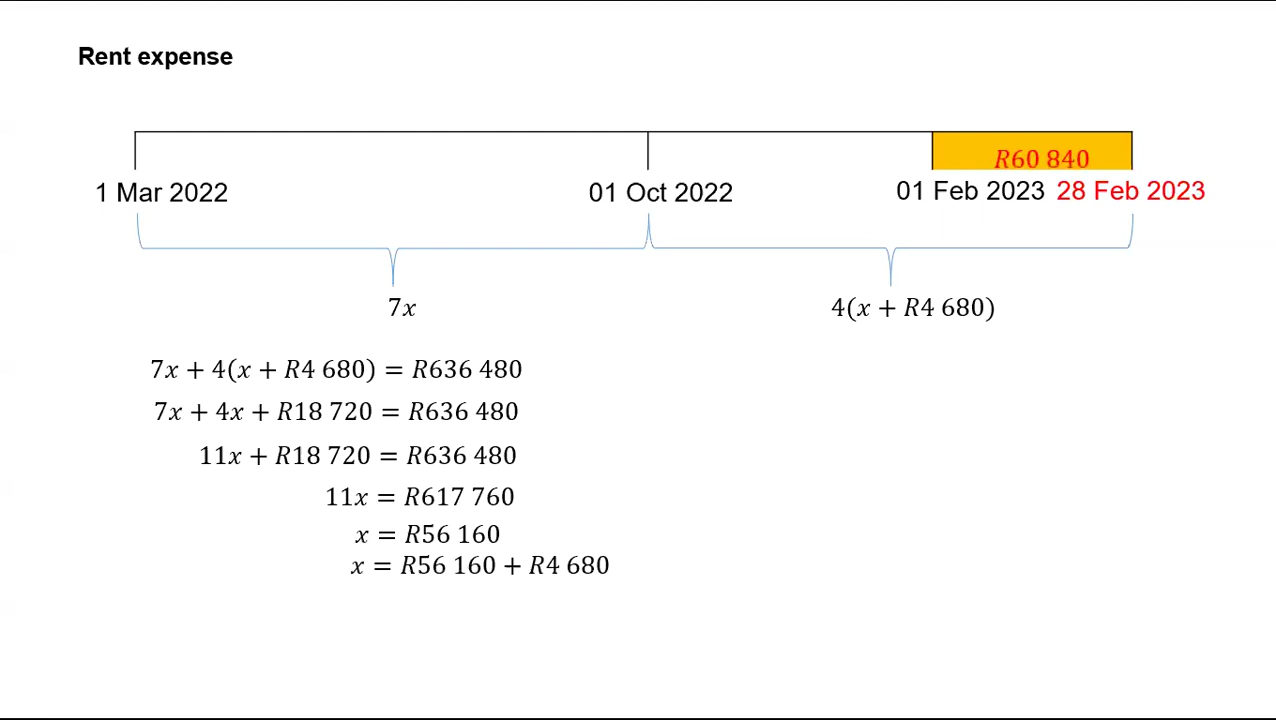 Rent expense
R60 840
1 Mar 2022 01 Oct 2022 01 Feb 2023 28 Feb 2023
7x 4(x + R4 680)
7x + 4(x + R4 680) = R636 480
7x + 4x + R18 720 = R636 480
11x + R18 720 = R636 480
11x = R617 760
x = R56 160
x = R56 160 + R4 680